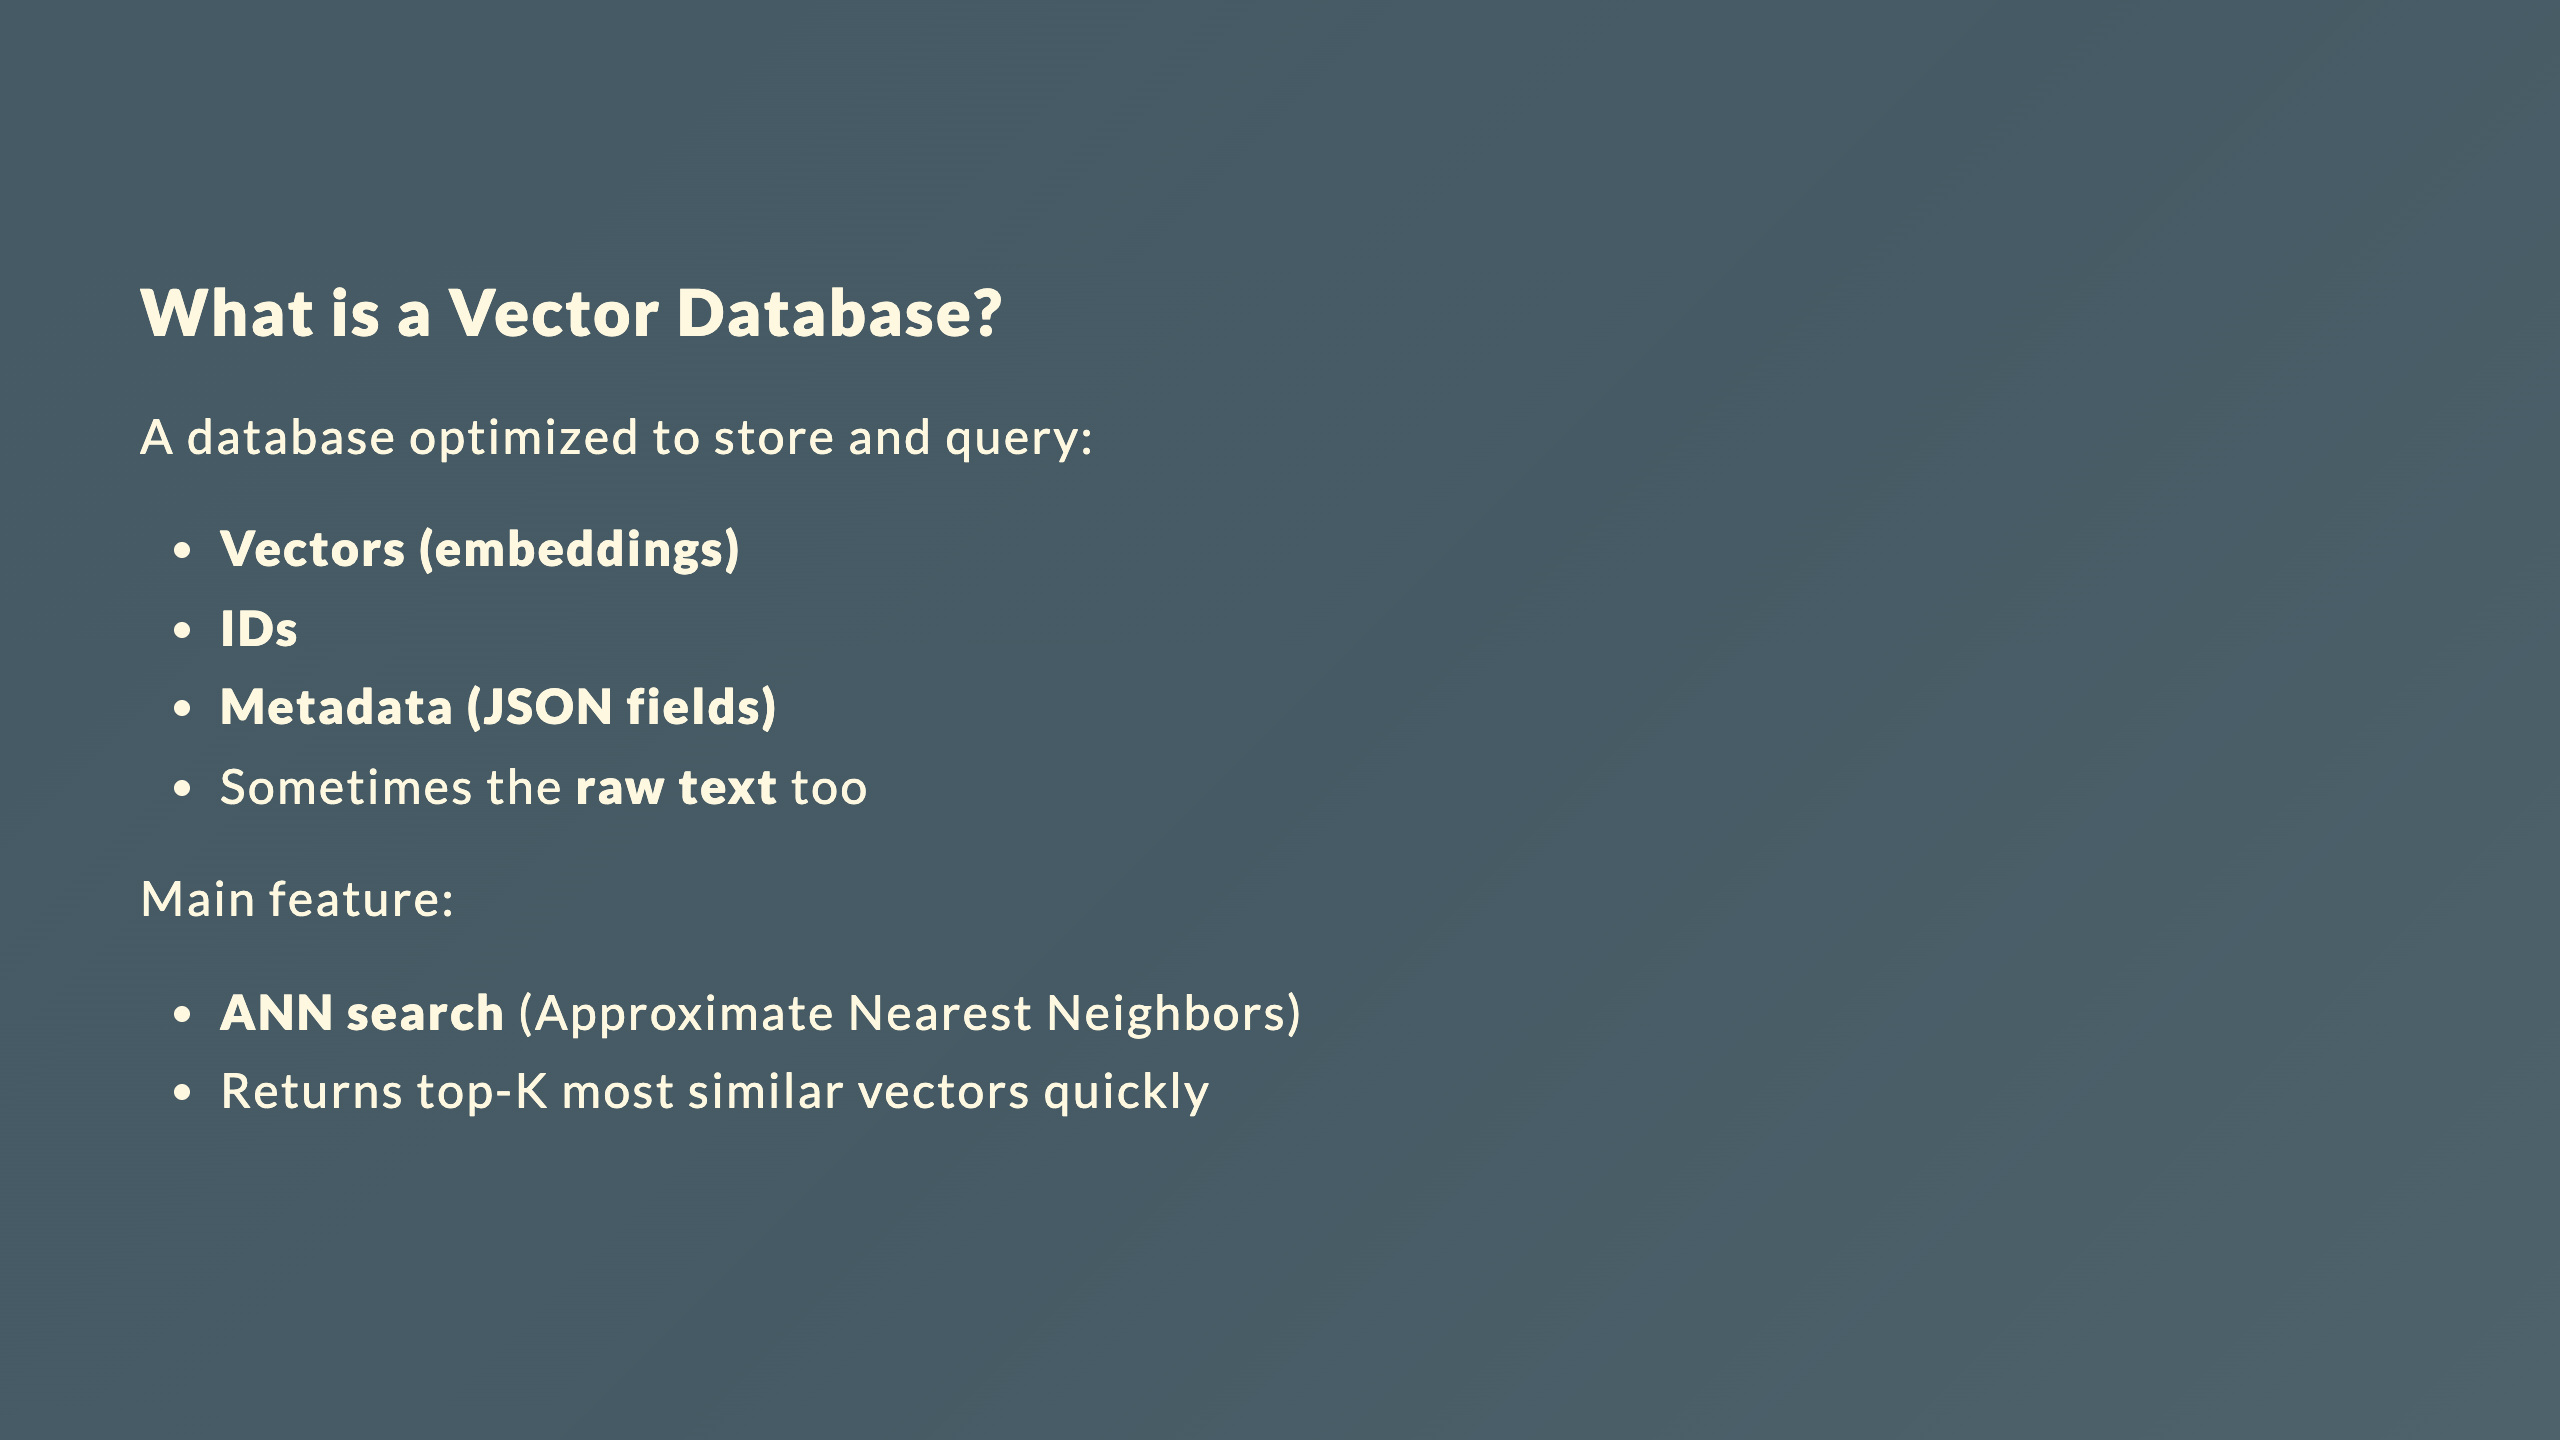 What is a Vector Database?
A database optimized to store and query:
• Vectors (embeddings)
• IDs
• Metadata (JSON fields)
• Sometimes the raw text too
Main feature:
• ANN search (Approximate Nearest Neighbors)
• Returns top-K most similar vectors quickly